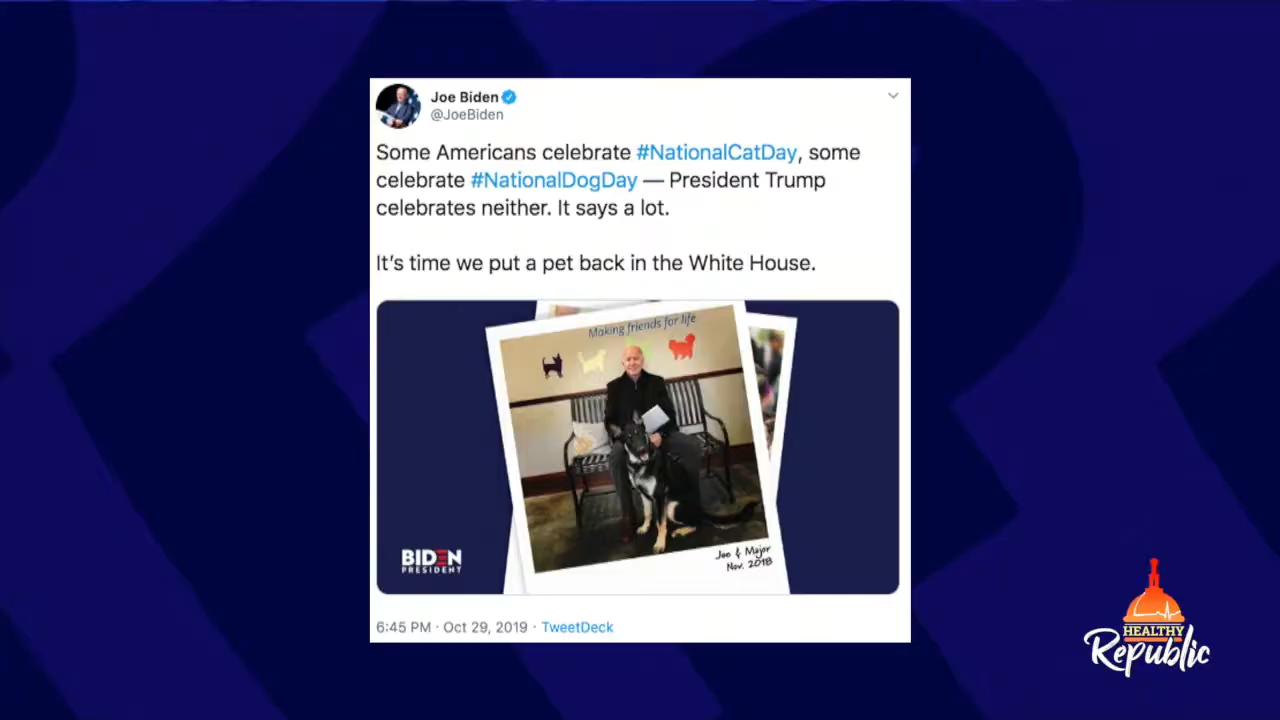 Joe Biden
@JoeBiden
Some Americans celebrate #NationalCatDay, some
celebrate #NationalDogDay — President Trump
celebrates neither. It says a lot.
It's time we put a pet back in the White House.
Making friends for life
Joe & Major
Nov. 2018
BIDEN
PRESIDENT
6:45 PM · Oct 29, 2019 · TweetDeck
HEALTHY
Republic